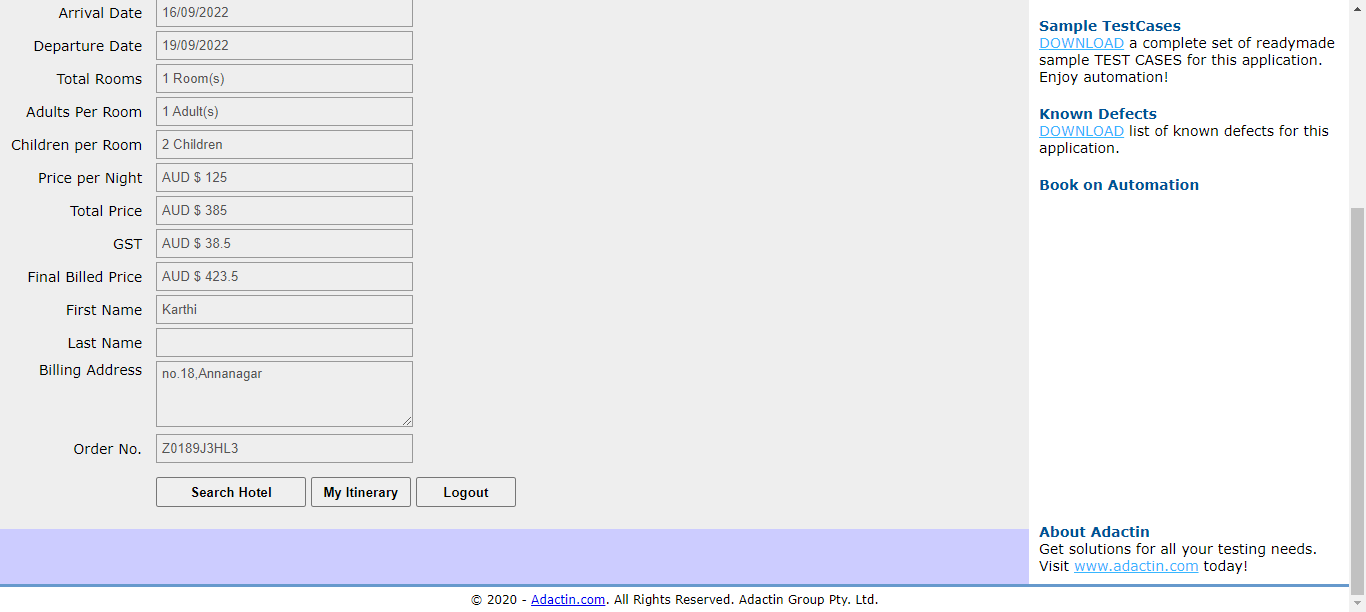 Arrival Date 16/09/2022
Departure Date 19/09/2022
Total Rooms 1 Room(s)
Adults Per Room 1 Adult(s)
Children per Room 2 Children
Price per Night AUD $ 125
Total Price AUD $ 385
GST AUD $ 38.5
Final Billed Price AUD $ 423.5
First Name Karthi
Last Name
Billing Address no.18,Annanagar
Order No. Z0189J3HL3
Search Hotel My Itinerary Logout
Sample TestCases
DOWNLOAD a complete set of readymade
sample TEST CASES for this application.
Enjoy automation!
Known Defects
DOWNLOAD list of known defects for this
application.
Book on Automation
About Adactin
Get solutions for all your testing needs.
Visit www.adactin.com today!
© 2020 - Adactin.com. All Rights Reserved. Adactin Group Pty. Ltd.